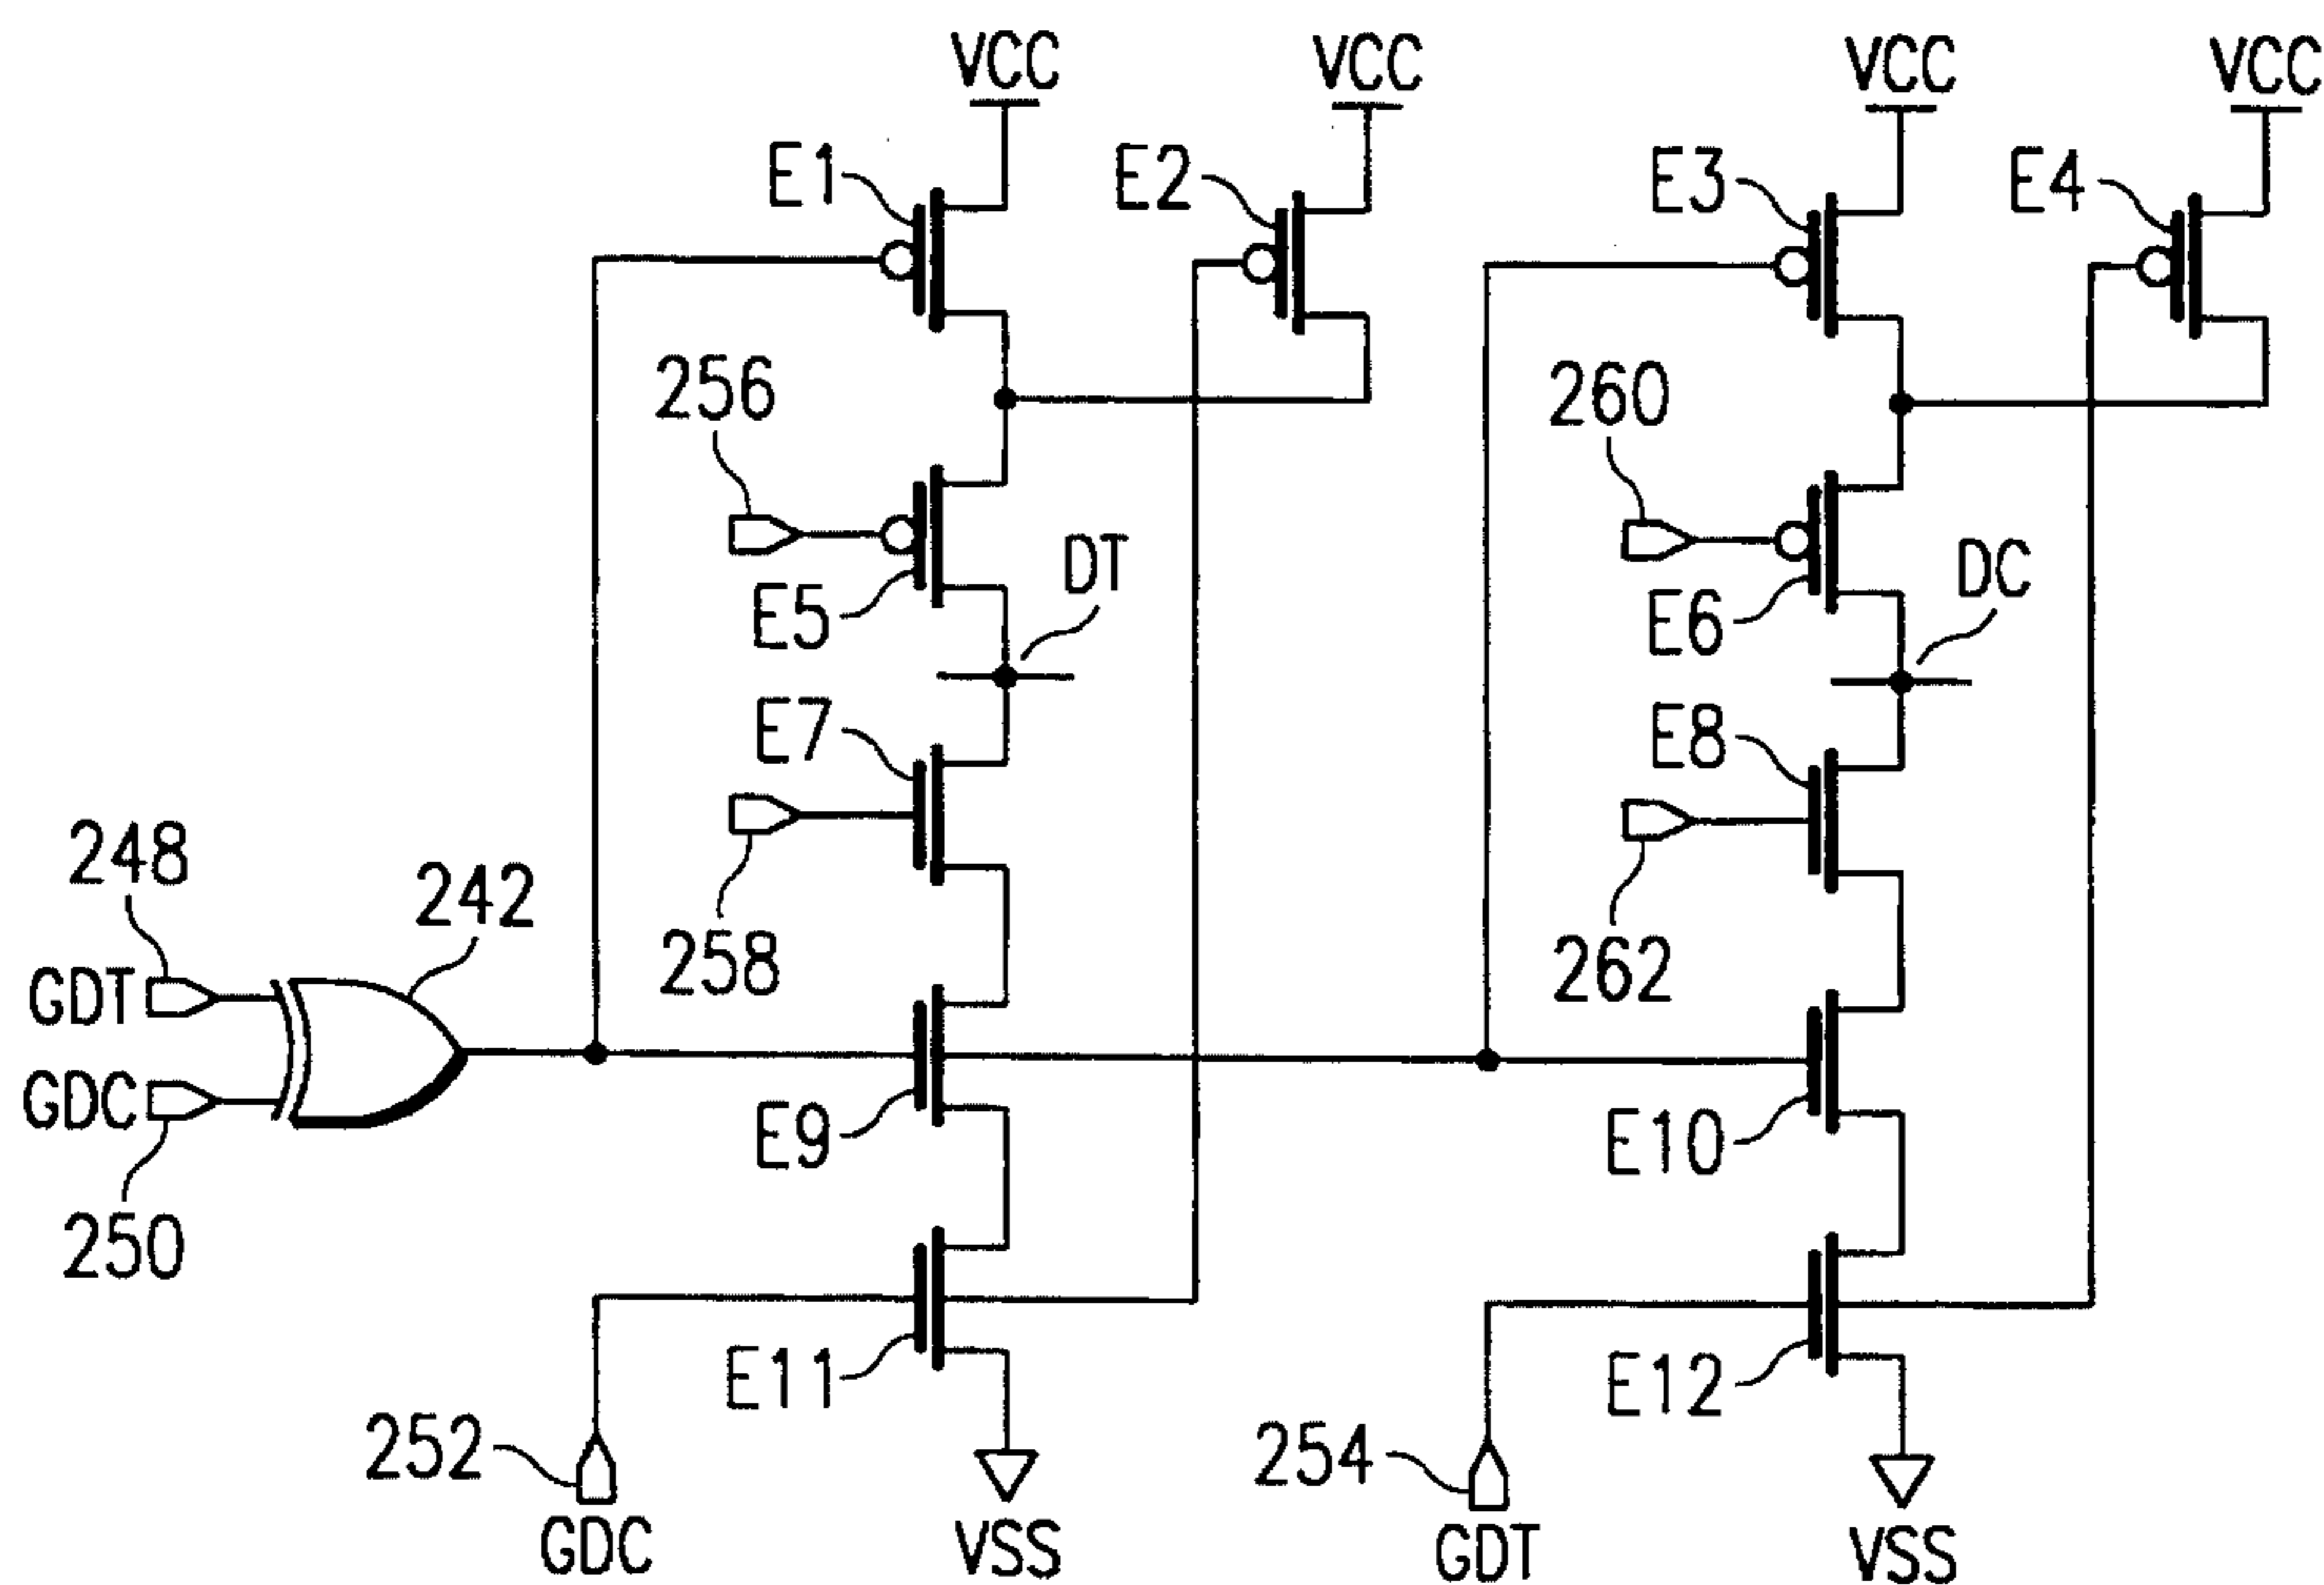 VCC VCC VCC VCC
E1 E2 E3 E4
256 260
E5 DT E6 DC
E7 E8
248 242
258 262
GDT
GDC
E9 E10
250
E11 E12
252 254
GDC VSS GDT VSS